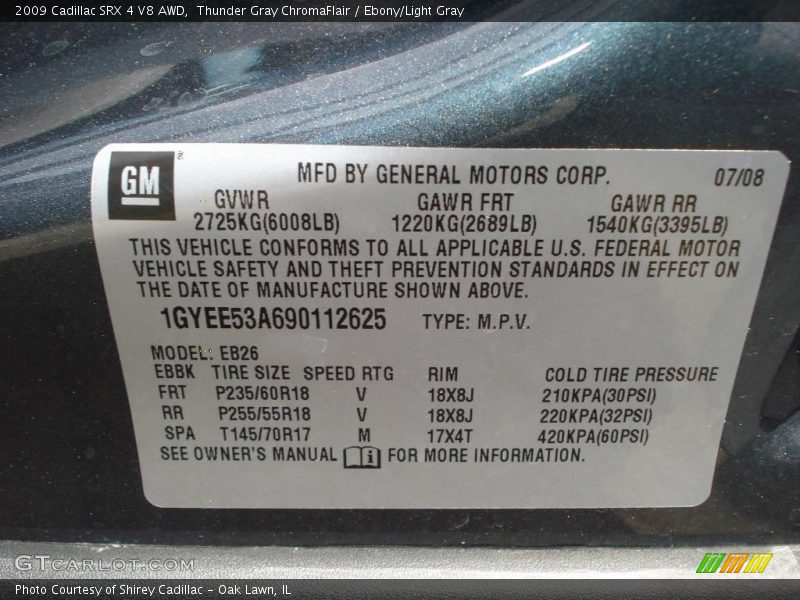 2009 Cadillac SRX 4 V8 AWD,  Thunder Gray ChromaFlair / Ebony/Light Gray
GM
MFD BY GENERAL MOTORS CORP. 07/08
GVWR GAWR FRT GAWR RR
2725KG(6008LB) 1220KG(2689LB) 1540KG(3395LB)
THIS VEHICLE CONFORMS TO ALL APPLICABLE U.S. FEDERAL MOTOR
VEHICLE SAFETY AND THEFT PREVENTION STANDARDS IN EFFECT ON
THE DATE OF MANUFACTURE SHOWN ABOVE.
1GYEE53A690112625 TYPE: M.P.V.
MODEL: EB26
EBBK TIRE SIZE SPEED RTG RIM COLD TIRE PRESSURE
FRT P235/60R18 V 18X8J 210KPA(30PSI)
RR P255/55R18 V 18X8J 220KPA(32PSI)
SPA T145/70R17 M 17X4T 420KPA(60PSI)
SEE OWNER'S MANUAL i FOR MORE INFORMATION.
GTCarLot.com
Photo Courtesy of Shirey Cadillac - Oak Lawn, IL